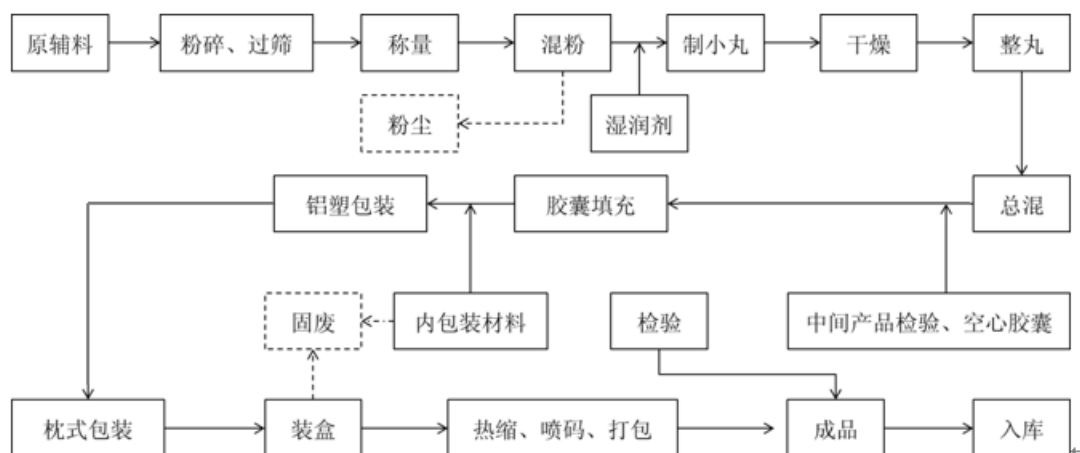 原辅料
粉碎、过筛
称量
混粉
制小丸
干燥
整丸
粉尘
湿润剂
铝塑包装
胶囊填充
总混
固废
内包装材料
检验
中间产品检验、空心胶囊
枕式包装
装盒
热缩、喷码、打包
成品
入库